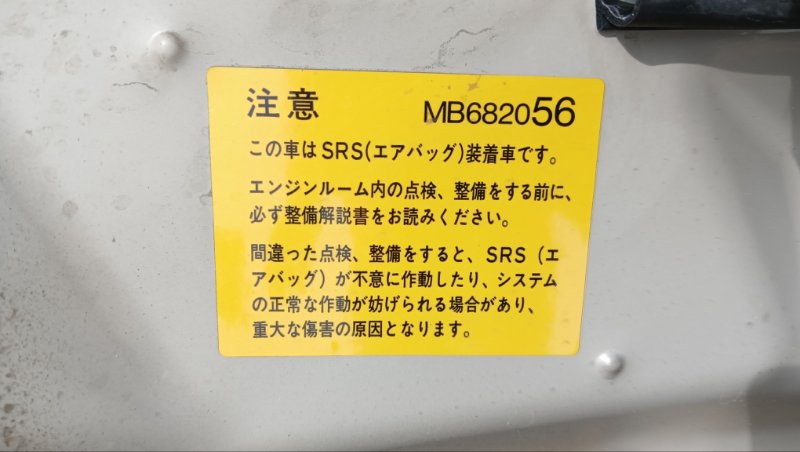 注意 MB682056
この車はSRS(エアバッグ)装着車です。
エンジンルーム内の点検、整備をする前に、
必ず整備解説書をお読みください。
間違った点検、整備をすると、SRS (エ
アバッグ) が不意に作動したり、システム
の正常な作動が妨げられる場合があり、
重大な傷害の原因となります。